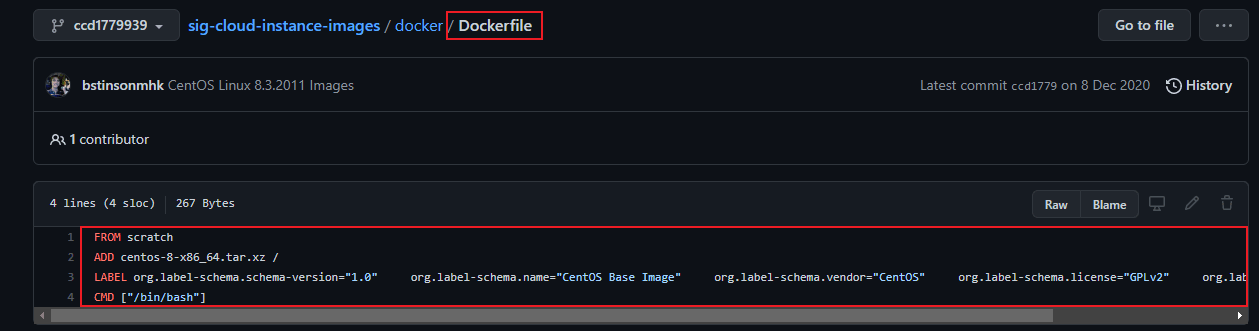 ccd1779939 sig-cloud-instance-images / docker / Dockerfile Go to file ...
bstinsonmhk CentOS Linux 8.3.2011 Images Latest commit ccd1779 on 8 Dec 2020 History
1 contributor
4 lines (4 sloc) 267 Bytes Raw Blame
1 FROM scratch
2 ADD centos-8-x86_64.tar.xz /
3 LABEL org.label-schema.schema-version="1.0" org.label-schema.name="CentOS Base Image" org.label-schema.vendor="CentOS" org.label-schema.license="GPLv2" org.lab
4 CMD ["/bin/bash"]